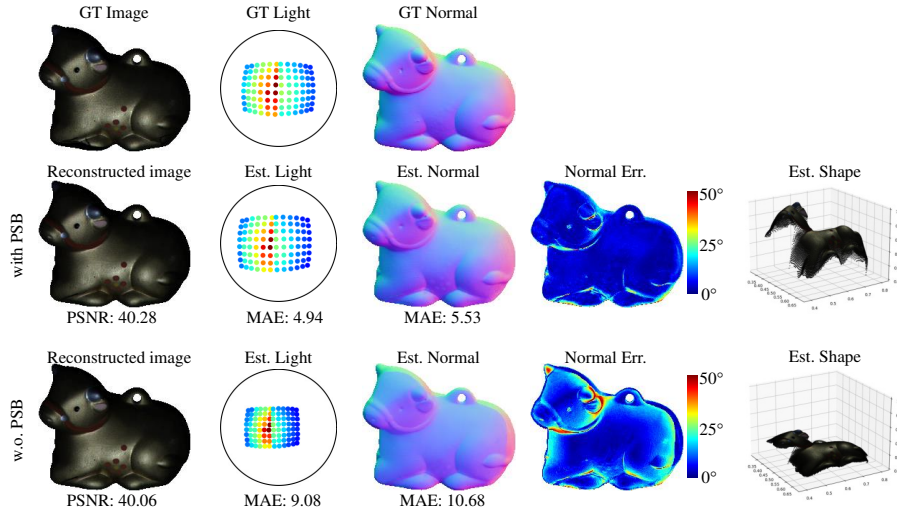 GT Image GT Light GT Normal
Reconstructed image Est. Light Est. Normal Normal Err. Est. Shape
with PSB
50°
25°
0°
PSNR: 40.28 MAE: 4.94 MAE: 5.53
Reconstructed image Est. Light Est. Normal Normal Err. Est. Shape
w.o. PSB
50°
25°
0°
PSNR: 40.06 MAE: 9.08 MAE: 10.68